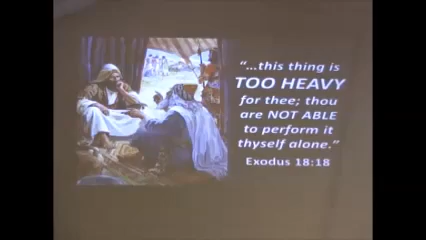 “...this thing is
TOO HEAVY
for thee; thou
are NOT ABLE
to perform it
thyself alone.”
Exodus 18:18